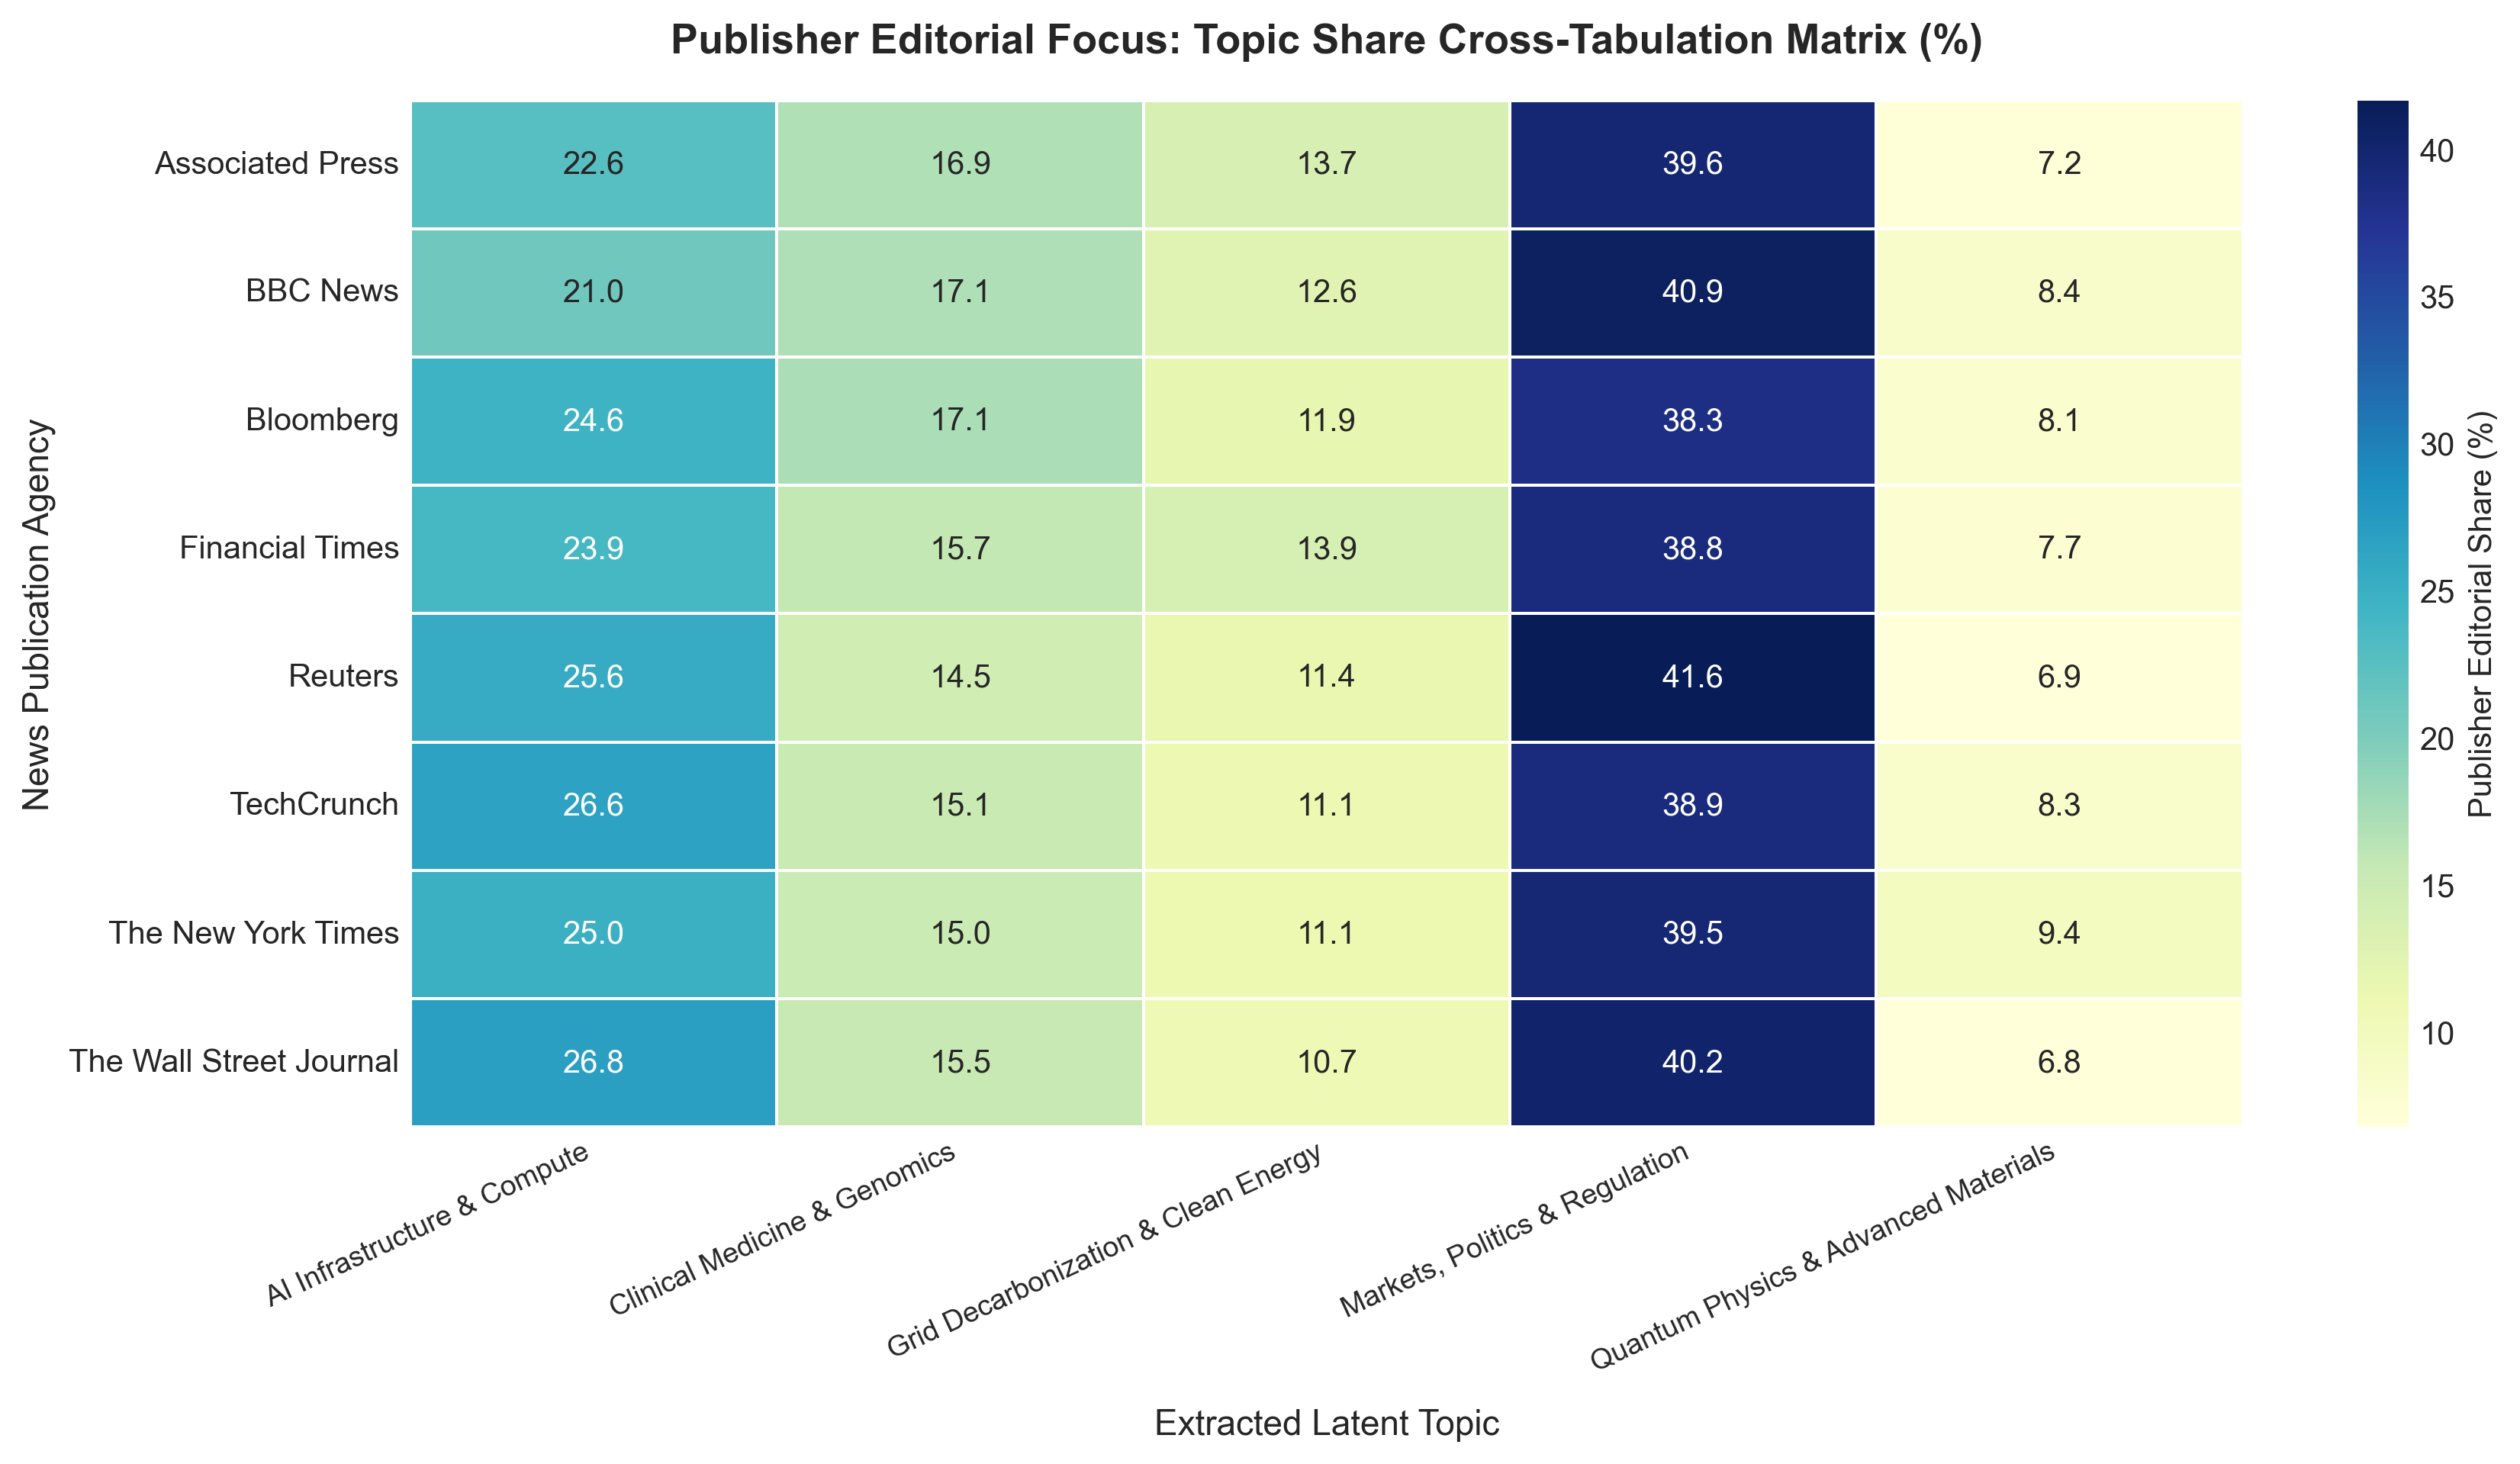 Publisher Editorial Focus: Topic Share Cross-Tabulation Matrix (%)
News Publication Agency
Associated Press 22.6 16.9 13.7 39.6 7.2
BBC News 21.0 17.1 12.6 40.9 8.4
Bloomberg 24.6 17.1 11.9 38.3 8.1
Financial Times 23.9 15.7 13.9 38.8 7.7
Reuters 25.6 14.5 11.4 41.6 6.9
TechCrunch 26.6 15.1 11.1 38.9 8.3
The New York Times 25.0 15.0 11.1 39.5 9.4
The Wall Street Journal 26.8 15.5 10.7 40.2 6.8
AI Infrastructure & Compute
Clinical Medicine & Genomics
Grid Decarbonization & Clean Energy
Markets, Politics & Regulation
Quantum Physics & Advanced Materials
Extracted Latent Topic
40
35
30
25
20
15
10
Publisher Editorial Share (%)